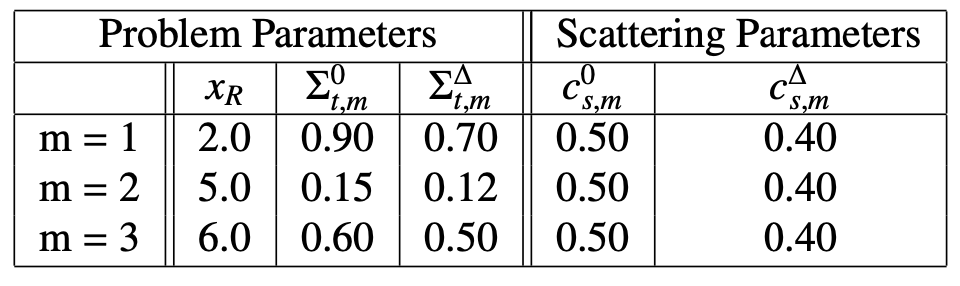 Problem Parameters Scattering Parameters
x_R Σ⁰_{t,m} Σ^Δ_{t,m} c⁰_{s,m} c^Δ_{s,m}
m = 1 2.0 0.90 0.70 0.50 0.40
m = 2 5.0 0.15 0.12 0.50 0.40
m = 3 6.0 0.60 0.50 0.50 0.40